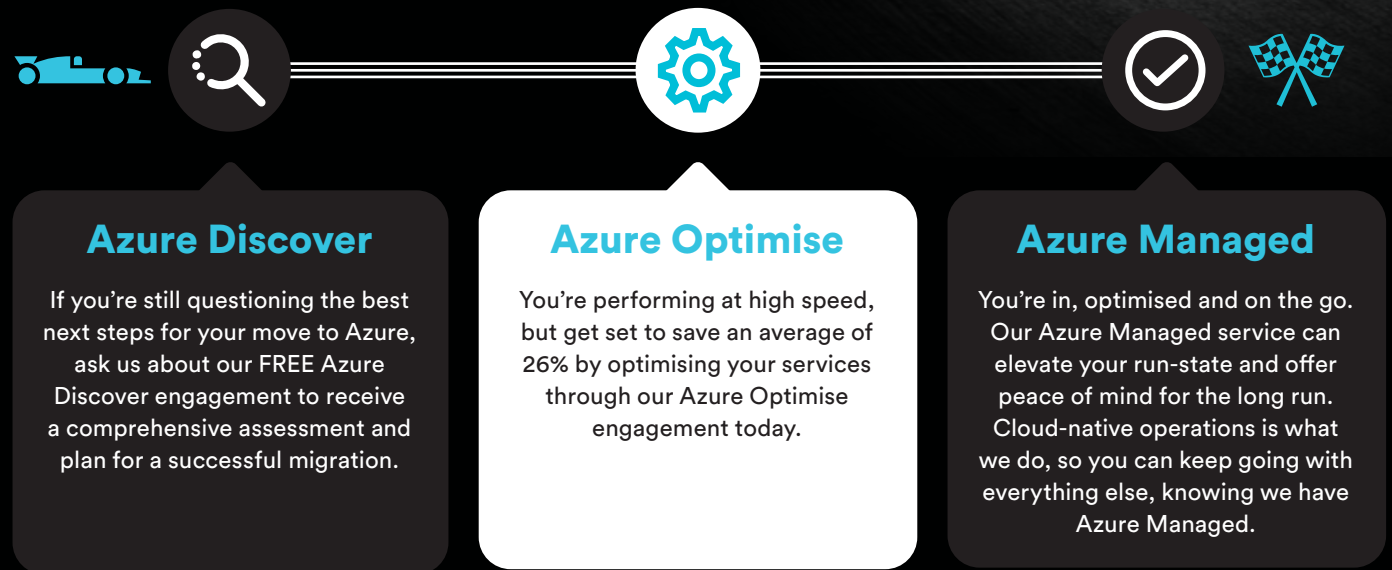 Azure Discover
If you’re still questioning the best
next steps for your move to Azure,
ask us about our FREE Azure
Discover engagement to receive
a comprehensive assessment and
plan for a successful migration.
Azure Optimise
You’re performing at high speed,
but get set to save an average of
26% by optimising your services
through our Azure Optimise
engagement today.
Azure Managed
You’re in, optimised and on the go.
Our Azure Managed service can
elevate your run-state and offer
peace of mind for the long run.
Cloud-native operations is what
we do, so you can keep going with
everything else, knowing we have
Azure Managed.